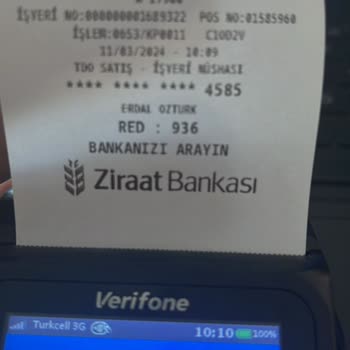 İŞYERİ NO:000000001689322 POS NO:01585960
İŞLEM:0653/KP0011 C10D2V
11/03/2024 - 10:09
TDO SATIŞ - İŞYERİ NÜSHASI
**** **** **** 4585
ERDAL OZTURK
RED : 936
BANKANIZI ARAYIN
Ziraat Bankası
Verifone
Turkcell 3G 10:10 100%